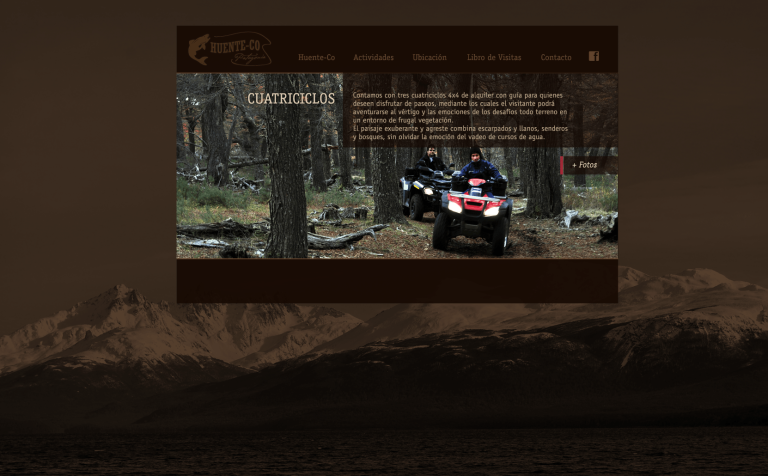 HUENTE-CO
Huente-Co Actividades Ubicación Libro de Visitas Contacto
CUATRICICLOS
Contamos con tres cuatriciclos 4x4 de alquiler con guía para quienes
deseen disfrutar de paseos, mediante los cuales el visitante podrá
aventurarse al vértigo y las emociones de los desafíos todo terreno en
un entorno de frugal vegetación.
El paisaje exuberante y agreste combina escarpados y llanos, senderos
y bosques, sin olvidar la emoción del vadeo de cursos de agua.
+ Fotos